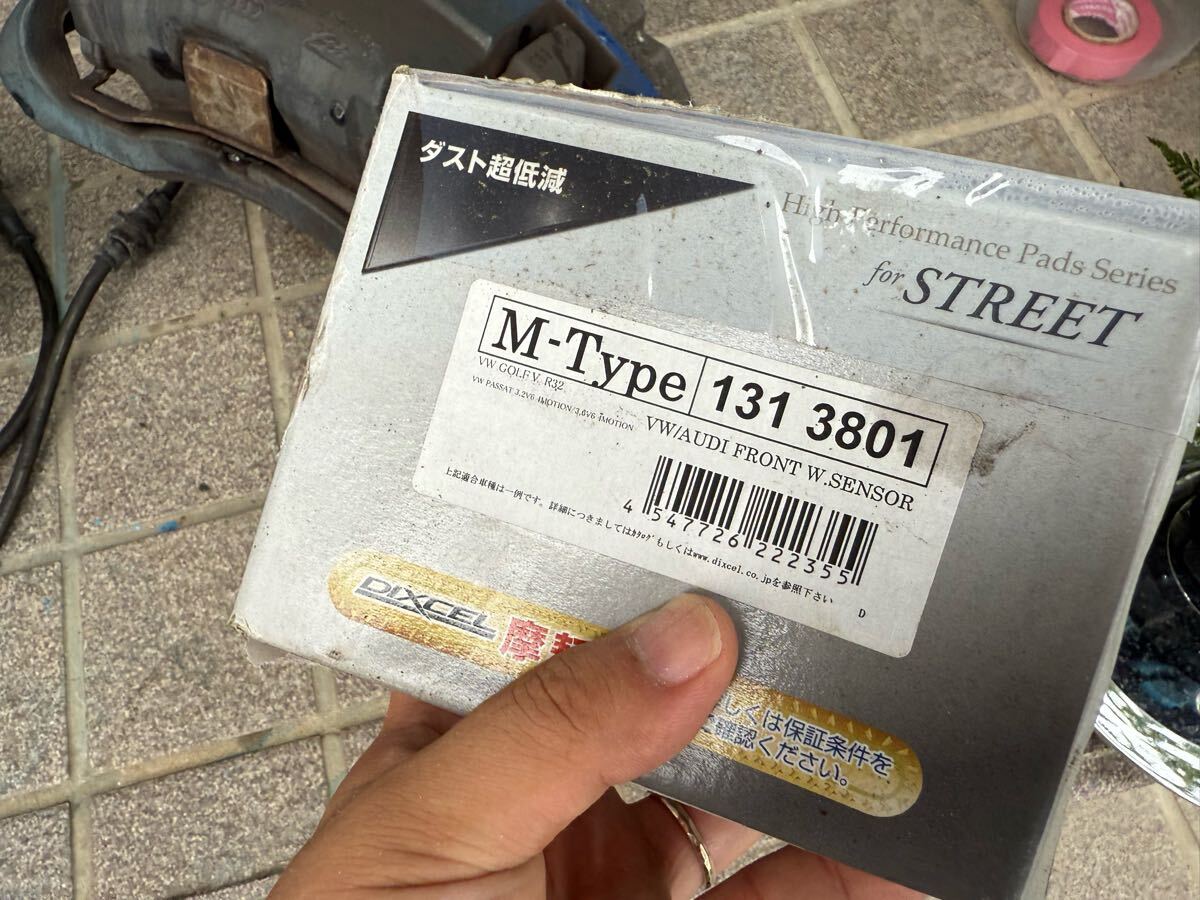 ダスト超低減
High Performance Pads Series
for STREET
M-Type 131 3801
VW GOLF V R32
VW PASSAT 3.2V6 4MOTION/3.6V6 4MOTION
VW/AUDI FRONT W.SENSOR
4 547726 222355
上記適合車種は一例です。詳細につきましてはｶﾀﾛｸﾞもしくはwww.dixcel.co.jpを参照下さい
D
DIXCEL
しくは保証条件を
確認ください。